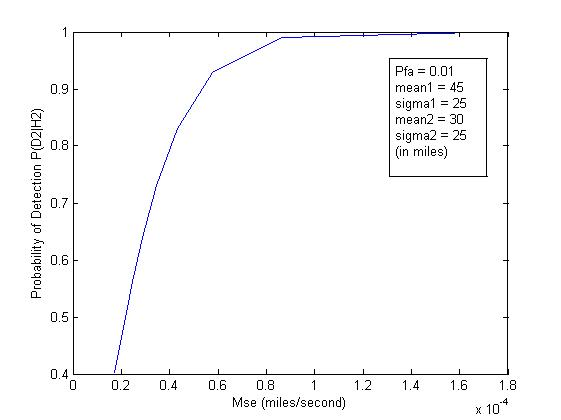 1
0.9
0.8
0.7
0.6
0.5
0.4
Probability of Detection P(D2|H2)
Pfa = 0.01
mean1 = 45
sigma1 = 25
mean2 = 30
sigma2 = 25
(in miles)
0 0.2 0.4 0.6 0.8 1 1.2 1.4 1.6 1.8
Mse (miles/second)
x 10^-4